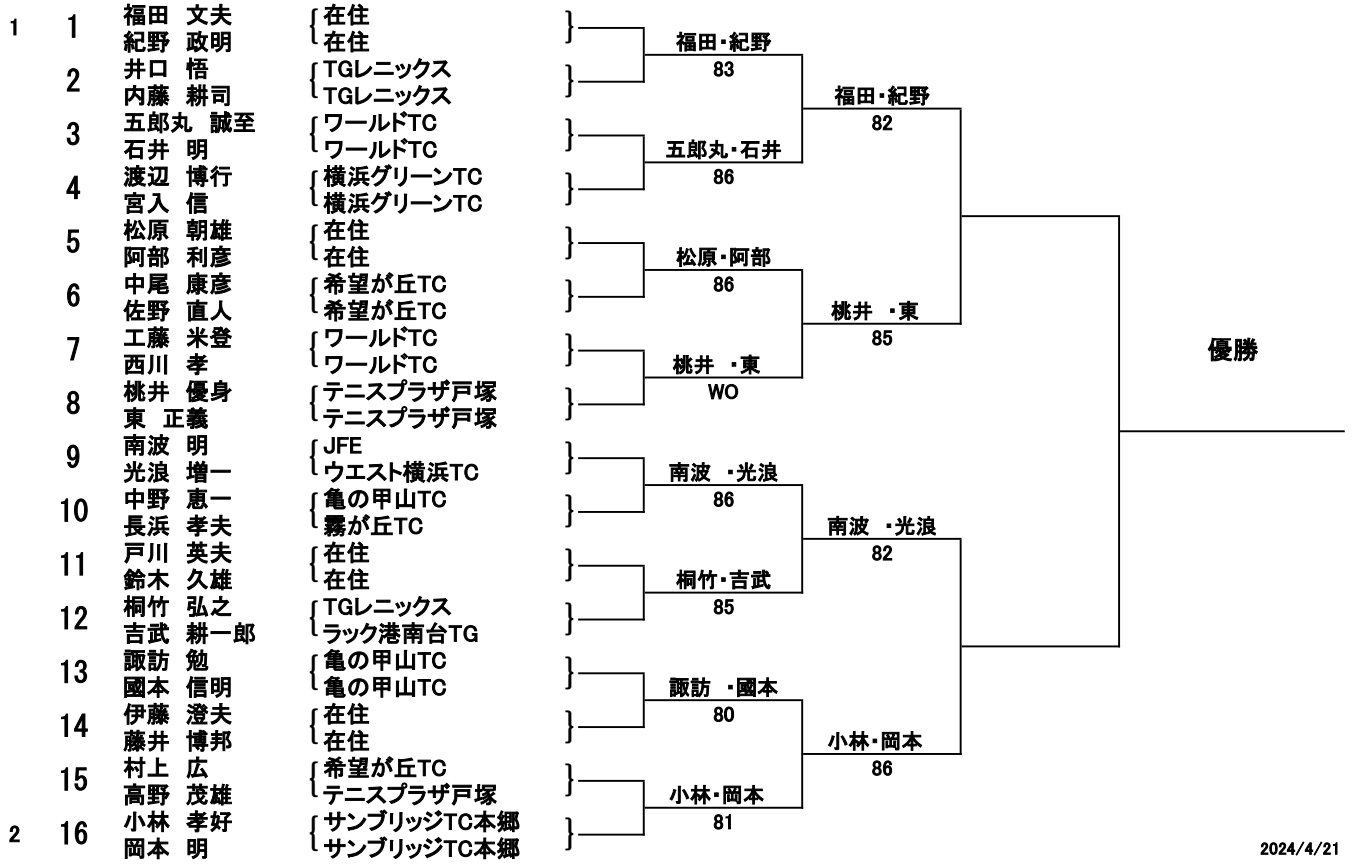 1 1 福田 文夫 在住
紀野 政明 在住
福田・紀野
83
2 井口 悟 TGレニックス
内藤 耕司 TGレニックス
福田・紀野
82
3 五郎丸 誠至 ワールドTC
石井 明 ワールドTC
五郎丸・石井
86
4 渡辺 博行 横浜グリーンTC
宮入 信 横浜グリーンTC
5 松原 朝雄 在住
阿部 利彦 在住
松原・阿部
86
6 中尾 康彦 希望が丘TC
佐野 直人 希望が丘TC
桃井 ・東
85
7 工藤 米登 ワールドTC
西川 孝 ワールドTC
桃井 ・東
WO
8 桃井 優身 テニスプラザ戸塚
東 正義 テニスプラザ戸塚
優勝
9 南波 明 JFE
光浪 増一 ウエスト横浜TC
南波 ・光浪
86
10 中野 恵一 亀の甲山TC
長浜 孝夫 霧が丘TC
南波 ・光浪
82
11 戸川 英夫 在住
鈴木 久雄 在住
桐竹・吉武
85
12 桐竹 弘之 TGレニックス
吉武 耕一郎 ラック港南台TG
13 諏訪 勉 亀の甲山TC
國本 信明 亀の甲山TC
諏訪 ・國本
80
14 伊藤 澄夫 在住
藤井 博邦 在住
小林・岡本
86
15 村上 広 希望が丘TC
高野 茂雄 テニスプラザ戸塚
小林・岡本
81
2 16 小林 孝好 サンブリッジTC本郷
岡本 明 サンブリッジTC本郷
2024/4/21